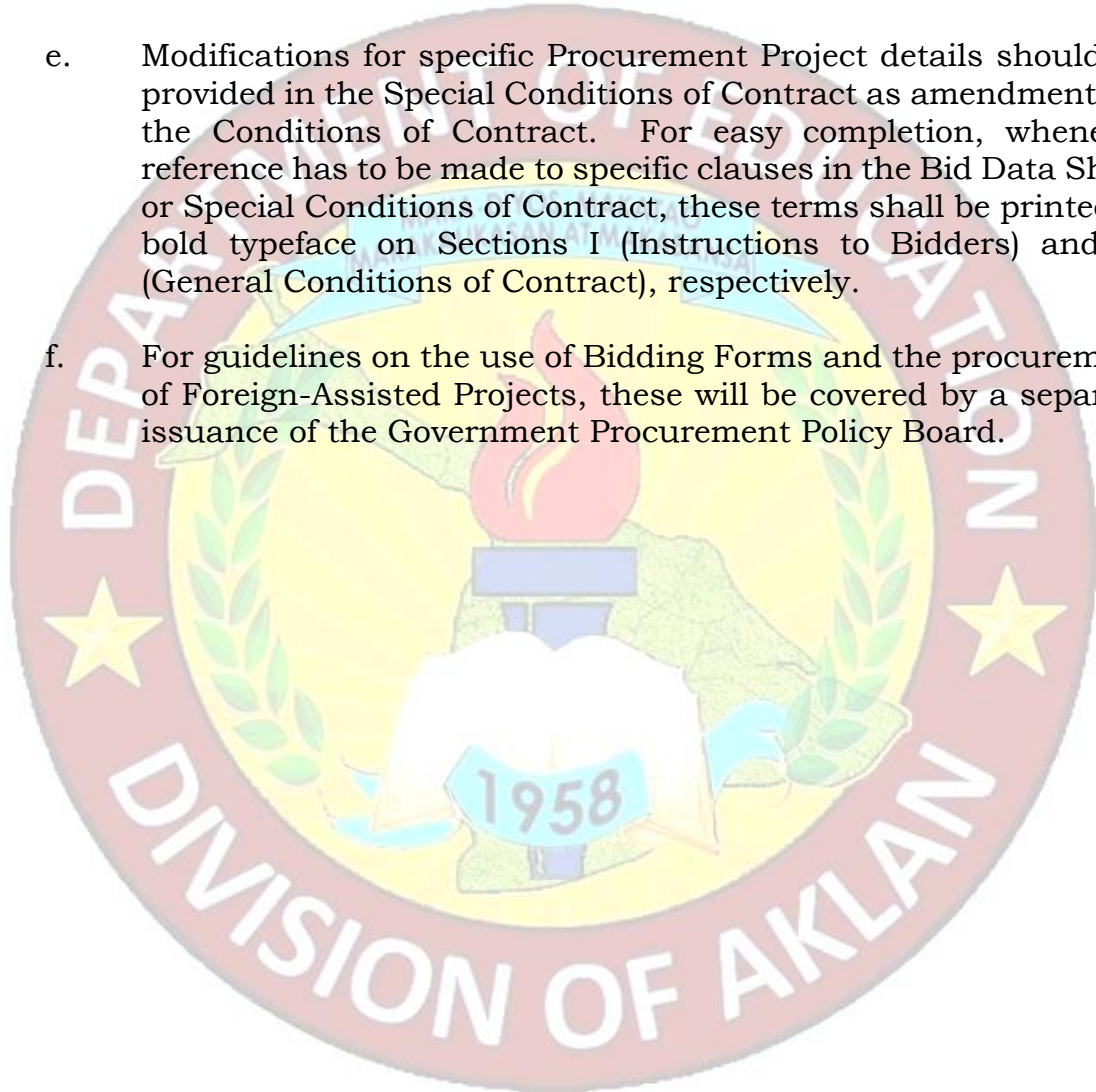 e. Modifications for specific Procurement Project details should
provided in the Special Conditions of Contract as amendment
the Conditions of Contract. For easy completion, whene
reference has to be made to specific clauses in the Bid Data Sh
or Special Conditions of Contract, these terms shall be printe
bold typeface on Sections I (Instructions to Bidders) and
(General Conditions of Contract), respectively.
f. For guidelines on the use of Bidding Forms and the procurem
of Foreign-Assisted Projects, these will be covered by a separ
issuance of the Government Procurement Policy Board.
DEPARTMENT OF EDUCATION
1958
DIVISION OF AKLAN